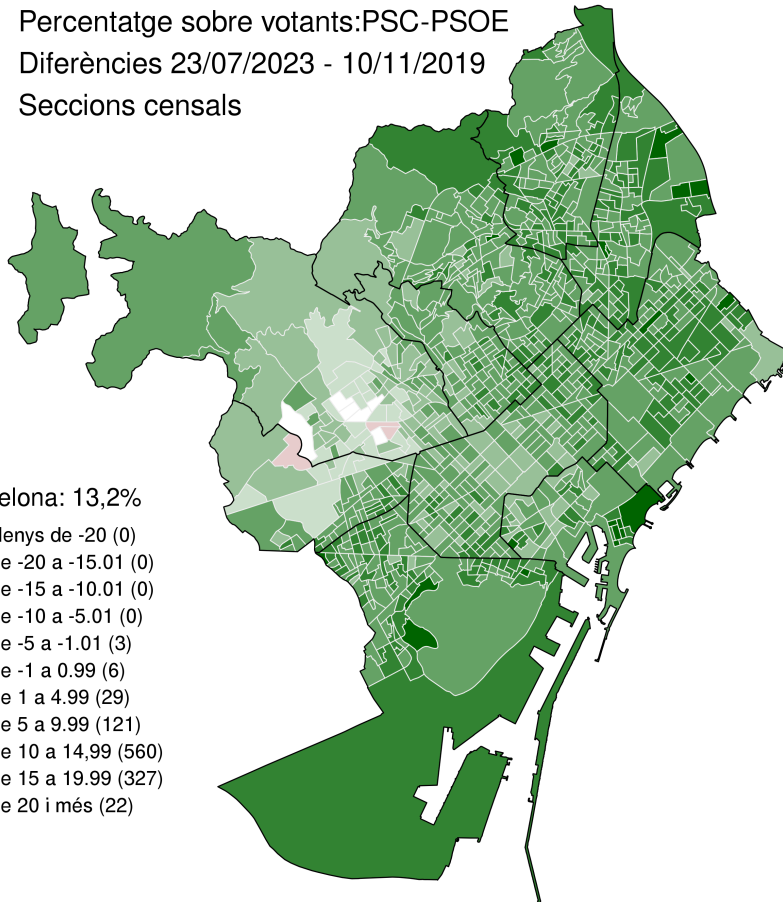 Percentatge sobre votants:PSC-PSOE
Diferències 23/07/2023 - 10/11/2019
Seccions censals
elona: 13,2%
enys de -20 (0)
e -20 a -15.01 (0)
e -15 a -10.01 (0)
e -10 a -5.01 (0)
e -5 a -1.01 (3)
e -1 a 0.99 (6)
e 1 a 4.99 (29)
e 5 a 9.99 (121)
e 10 a 14,99 (560)
e 15 a 19.99 (327)
e 20 i més (22)